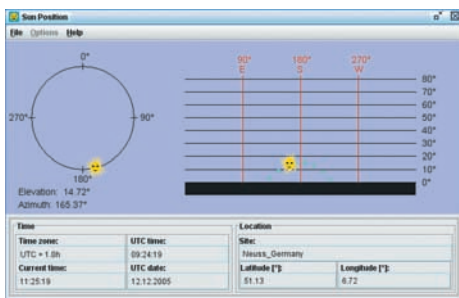 Sun Position
File Options Help
0°
270° 90°
180°
Elevation: 14.72°
Azimuth: 165.37°
90° 180° 270°
E S W
80°
70°
60°
50°
40°
30°
20°
10°
0°
Time
Time zone: UTC time:
UTC + 1.0h 09:24:19
Current time: UTC date:
11:25:19 12.12.2005
Location
Site:
Neuss_Germany
Latitude [°]: Longitude [°]:
51.13 6.72